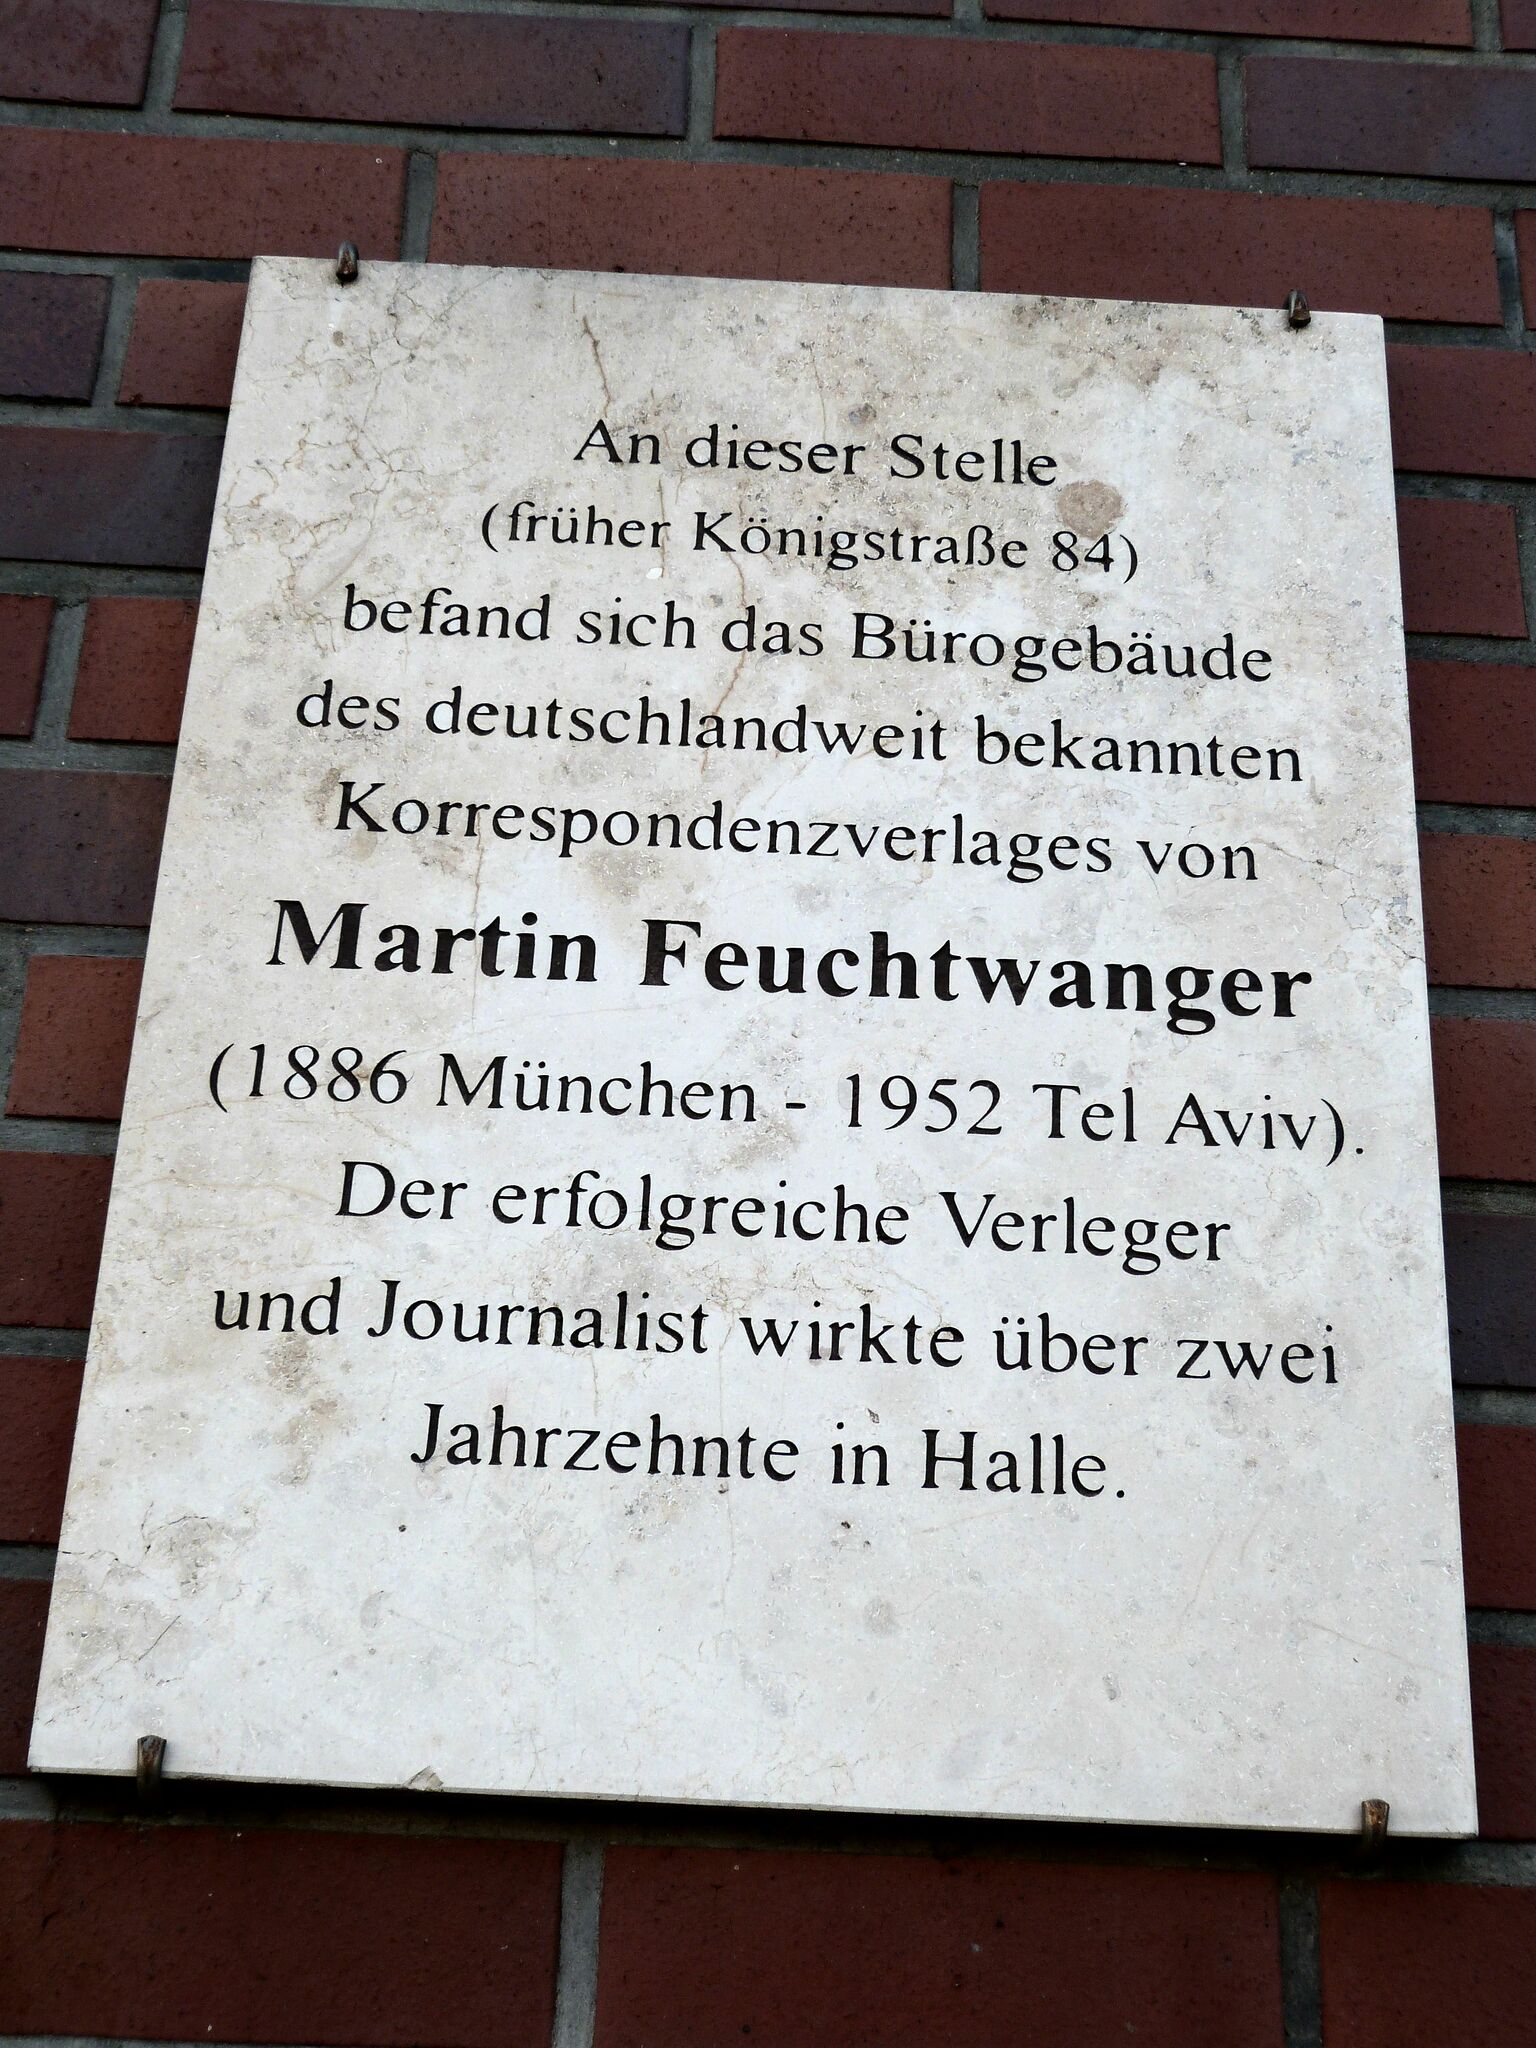 An dieser Stelle
(früher Königstraße 84)
befand sich das Bürogebäude
des deutschlandweit bekannten
Korrespondenzverlages von
Martin Feuchtwanger
(1886 München - 1952 Tel Aviv).
Der erfolgreiche Verleger
und Journalist wirkte über zwei
Jahrzehnte in Halle.